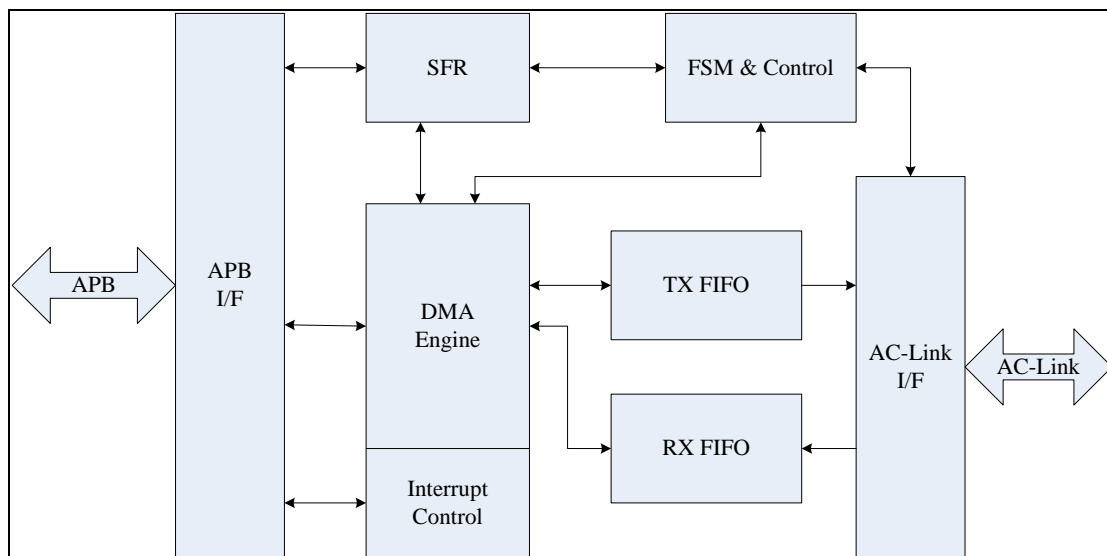 SFR
FSM & Control
APB
APB
I/F
DMA
Engine
TX FIFO
RX FIFO
AC-Link
I/F
AC-Link
Interrupt
Control